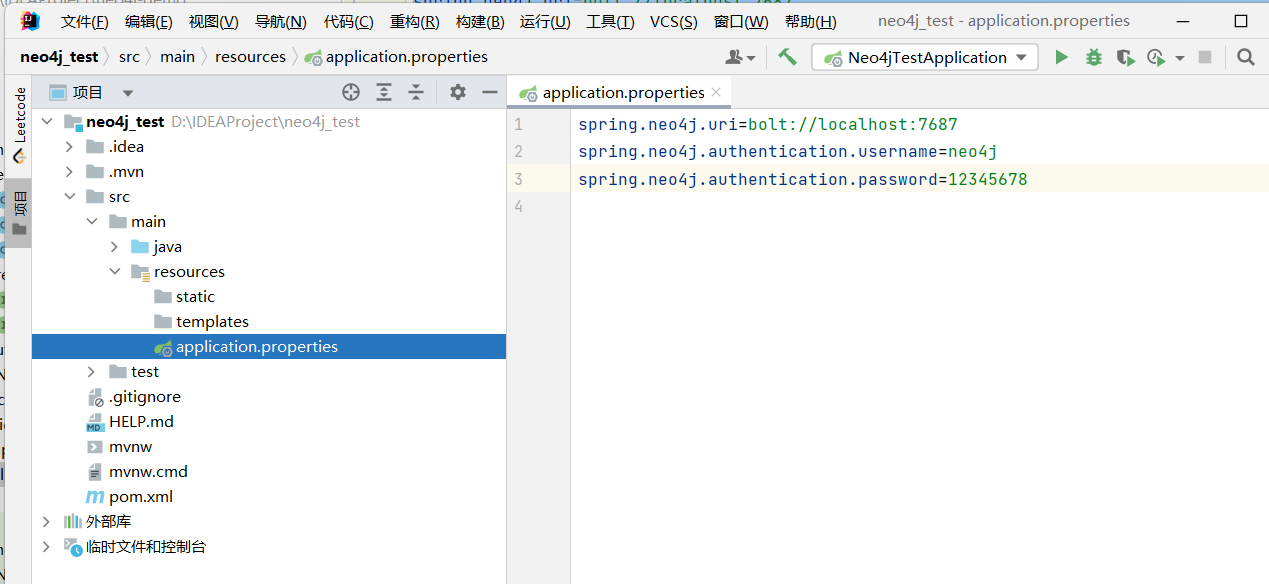 文件(F) 编辑(E) 视图(V) 导航(N) 代码(C) 重构(R) 构建(B) 运行(U) 工具(T) VCS(S) 窗口(W) 帮助(H) neo4j_test - application.properties
neo4j_test src main resources application.properties Neo4jTestApplication
Leetcode
项目
项目
application.properties
neo4j_test D:\IDEAProject\neo4j_test
.idea
.mvn
src
main
java
resources
static
templates
application.properties
test
.gitignore
HELP.md
mvnw
mvnw.cmd
pom.xml
外部库
临时文件和控制台
1 spring.neo4j.uri=bolt://localhost:7687
2 spring.neo4j.authentication.username=neo4j
3 spring.neo4j.authentication.password=12345678
4